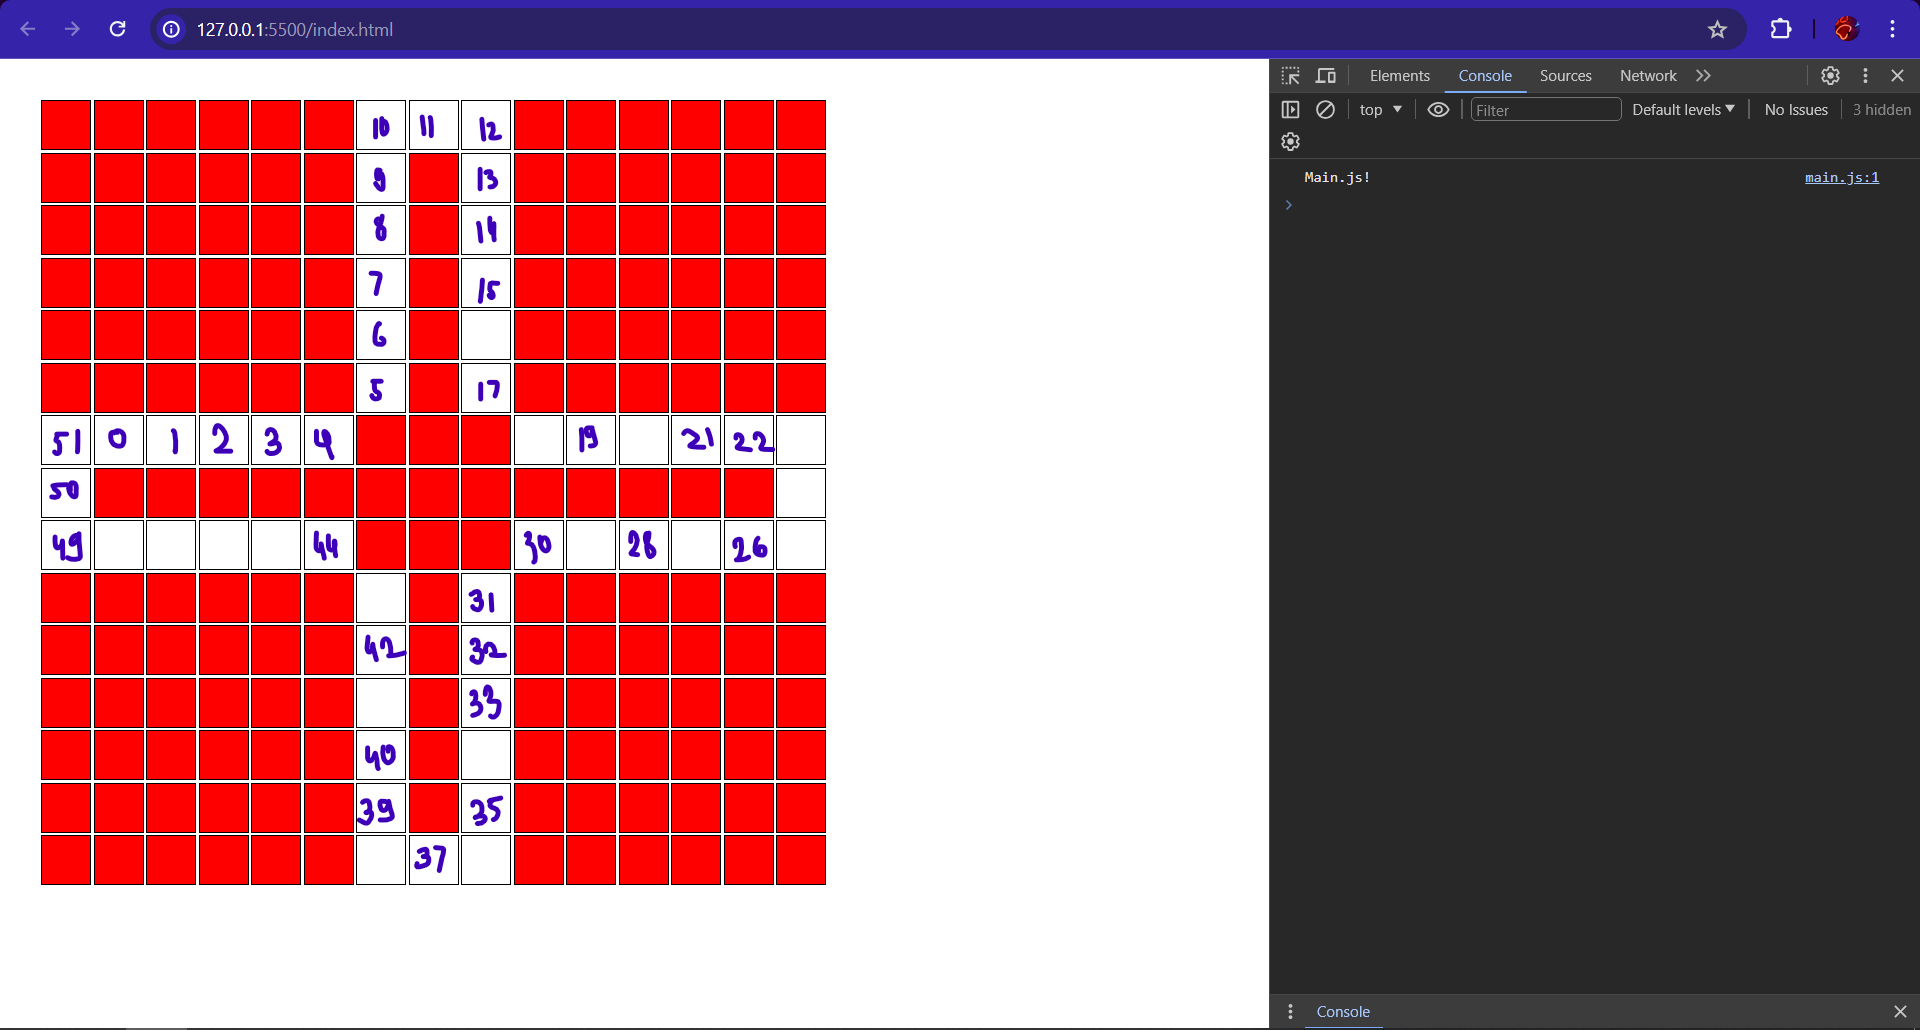 127.0.0.1:5500/index.html
Elements Console Sources Network
top Filter Default levels No Issues 3 hidden
Main.js! main.js:1
10 11 12
9 13
8 14
7 15
6
5 17
51 0 1 2 3 4 19 21 22
50
49 44 30 28 26
31
42 32
33
40
39 35
37
Console